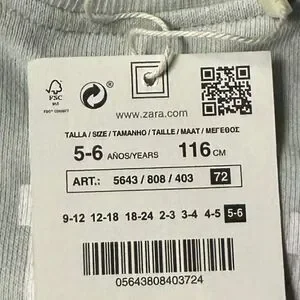 FSC
www.zara.com
TALLA / SIZE / TAMANHO / TAILLE / MAAT / ΜΕΓΕΘΟΣ
5-6 AÑOS/YEARS 116 CM
ART.: 5643 / 808 / 403 72
9-12 12-18 18-24 2-3 3-4 4-5 5-6
05643808403724